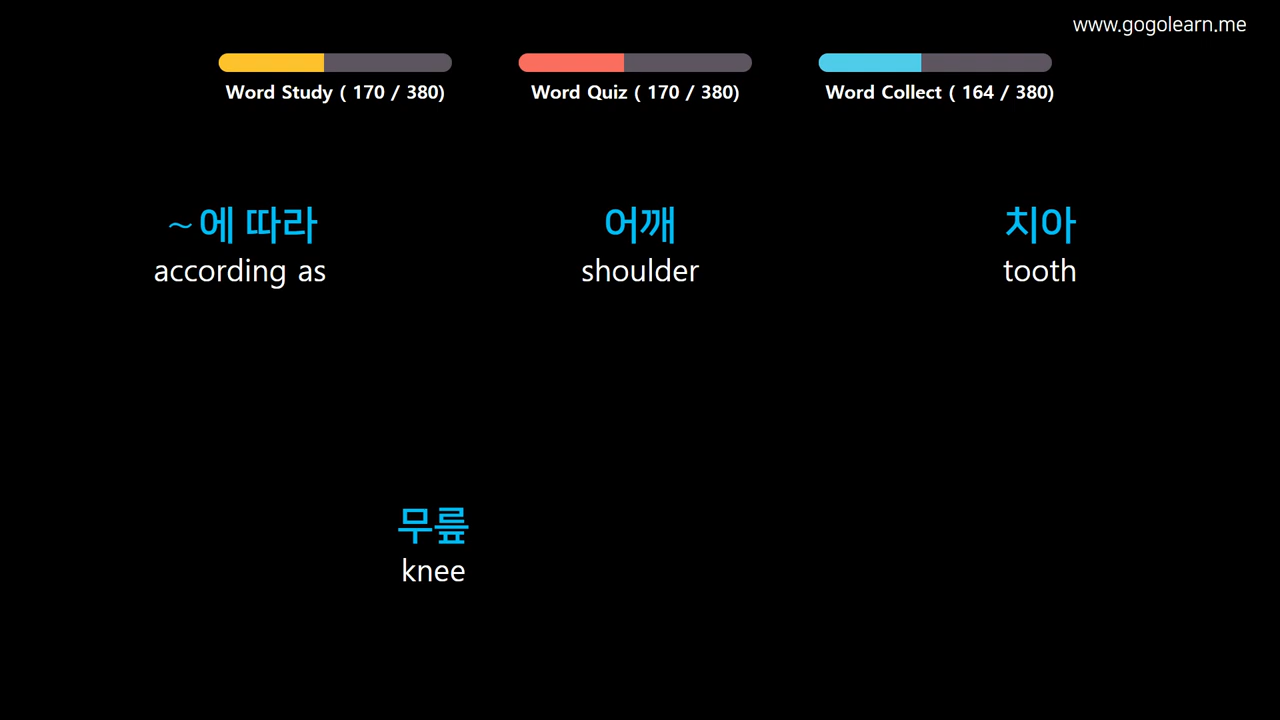 www.gogolearn.me
Word Study ( 170 / 380)
Word Quiz ( 170 / 380)
Word Collect ( 164 / 380)
~에 따라
according as
어깨
shoulder
치아
tooth
무릎
knee